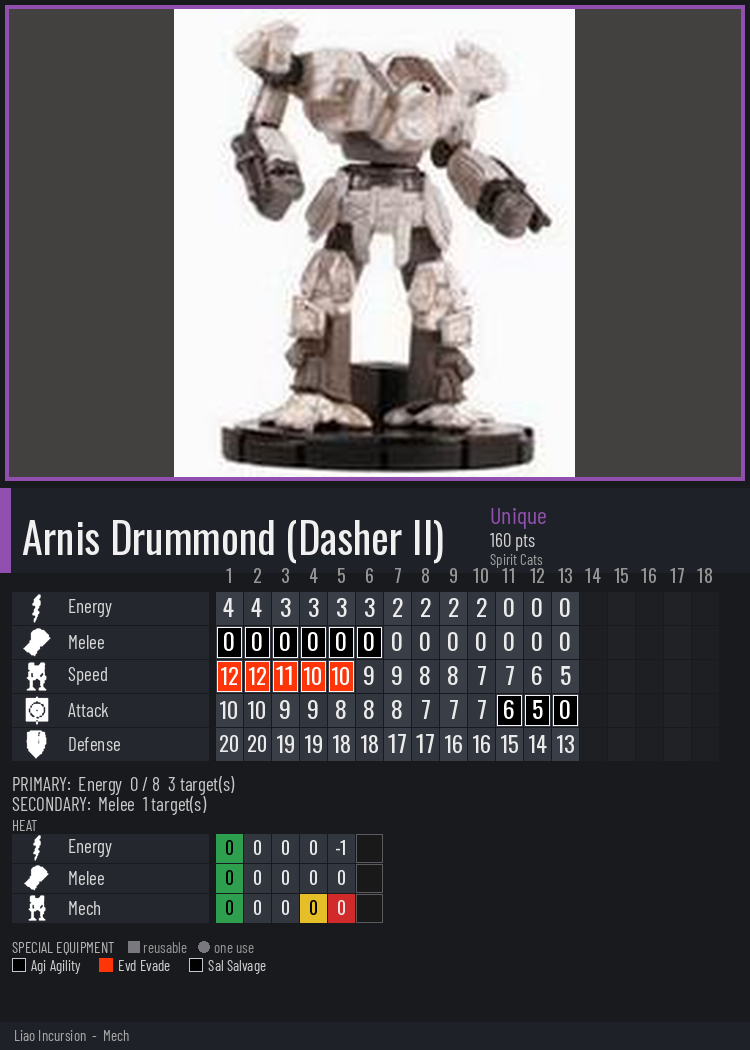 Arnis Drummond (Dasher II)
Unique
160 pts
Spirit Cats
1 2 3 4 5 6 7 8 9 10 11 12 13 14 15 16 17 18
Energy 4 4 3 3 3 3 2 2 2 2 0 0 0
Melee 0 0 0 0 0 0 0 0 0 0 0 0 0
Speed 12 12 11 10 10 9 9 8 8 7 7 6 5
Attack 10 10 9 9 8 8 8 7 7 7 6 5 0
Defense 20 20 19 19 18 18 17 17 16 16 15 14 13
PRIMARY: Energy 0 / 8 3 target(s)
SECONDARY: Melee 1 target(s)
HEAT
Energy 0 0 0 0 -1
Melee 0 0 0 0 0
Mech 0 0 0 0 0
SPECIAL EQUIPMENT reusable one use
Agi Agility Evd Evade Sal Salvage
Liao Incursion - Mech